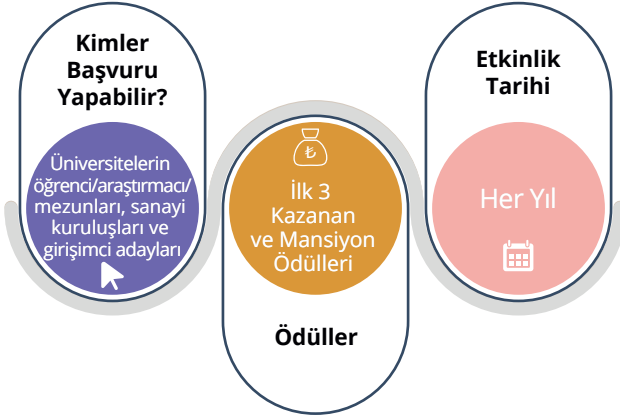 Kimler
Başvuru
Yapabilir?
Üniversitelerin
öğrenci/araştırmacı/
mezunları, sanayi
kuruluşları ve
girişimci adayları
₺
İlk 3
Kazanan
ve Mansiyon
Ödülleri
Ödüller
Etkinlik
Tarihi
Her Yıl